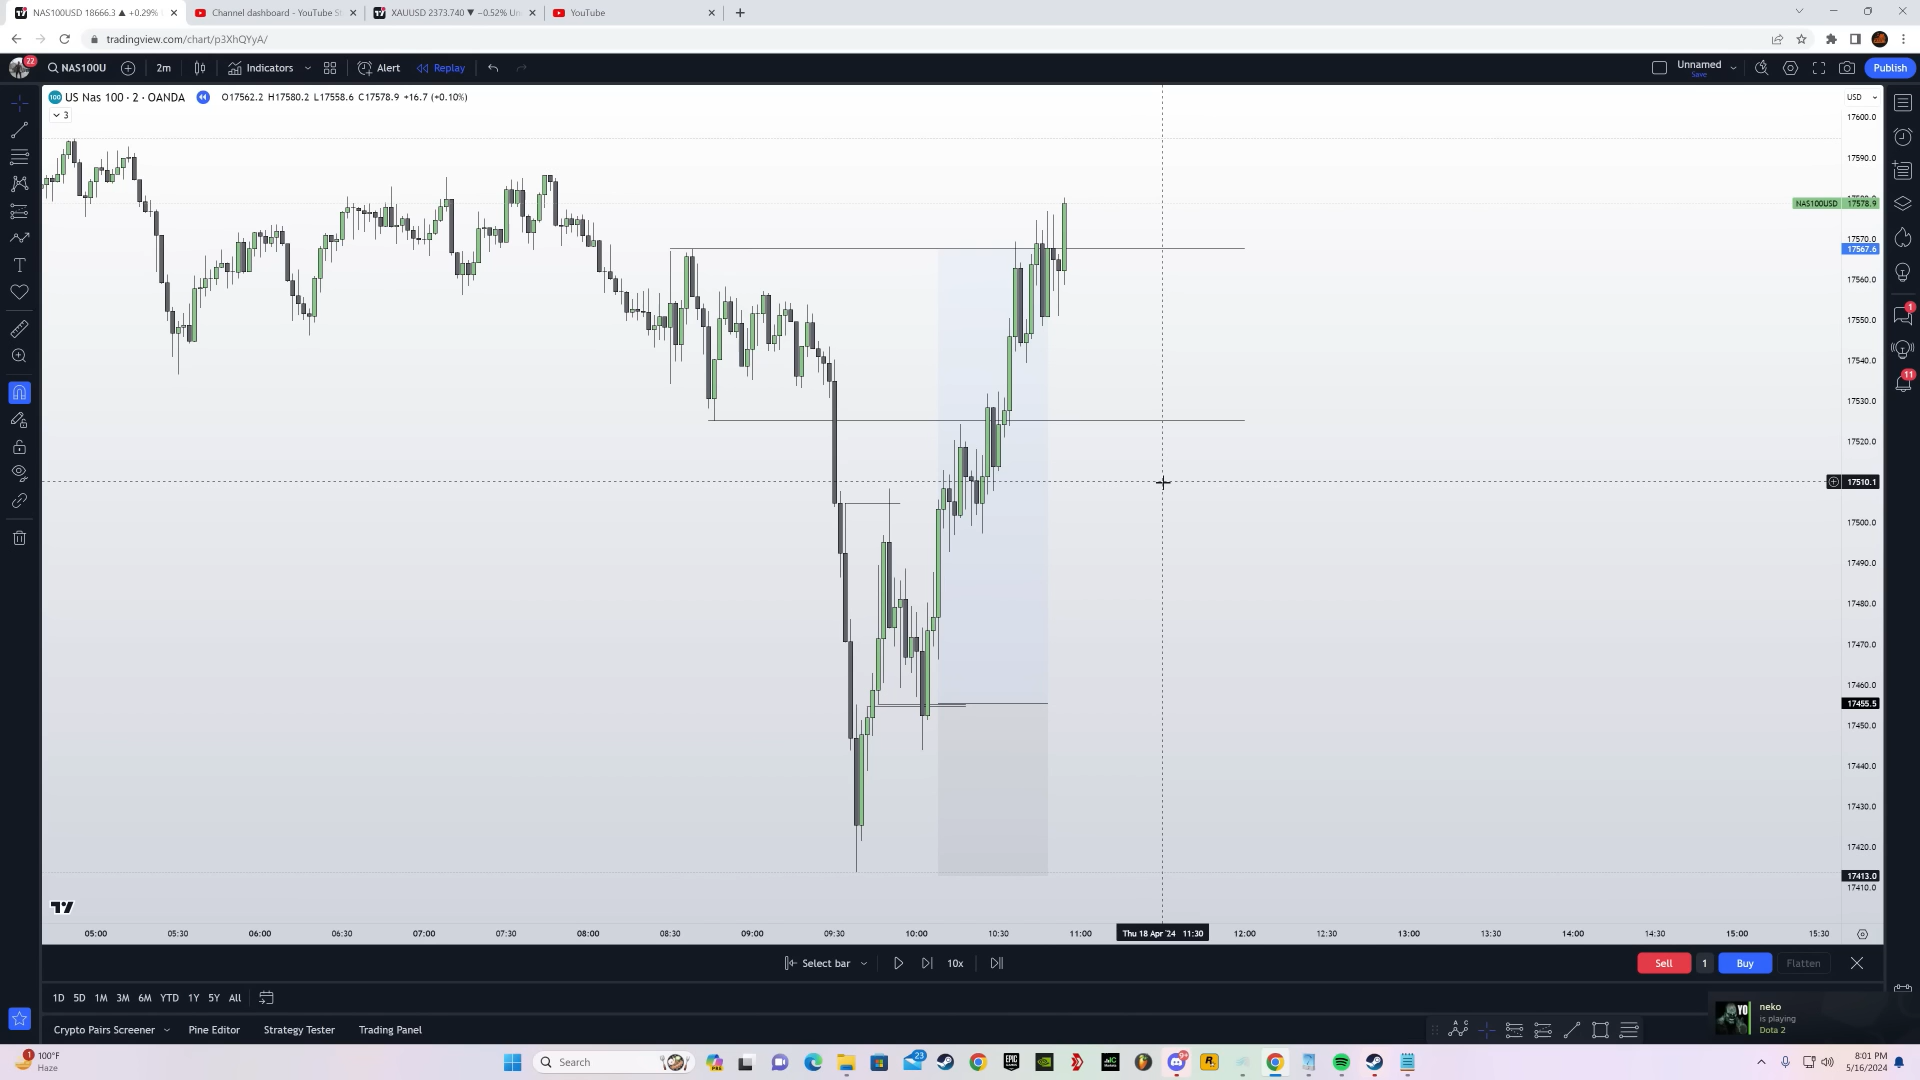 NAS100USD 18666.3 ▲ +0.29%
Channel dashboard - YouTube St
XAUUSD 2373.740 ▼ −0.52% Un
YouTube
tradingview.com/chart/p3XhQYyA/
22
NAS100U
2m
Indicators
Alert
Replay
Unnamed
Save
Publish
US Nas 100 · 2 · OANDA
O17562.2 H17580.2 L17558.6 C17578.9 +16.7 (+0.10%)
3
USD
17600.0
17590.0
NAS100USD 17578.9
17570.0
17567.6
17560.0
17550.0
17540.0
17530.0
17520.0
17510.1
17500.0
17490.0
17480.0
17470.0
17460.0
17455.5
17450.0
17440.0
17430.0
17420.0
17413.0
17410.0
1
11
05:00 05:30 06:00 06:30 07:00 07:30 08:00 08:30 09:00 09:30 10:00 10:30 11:00 Thu 18 Apr '24 11:30 12:00 12:30 13:00 13:30 14:00 14:30 15:00 15:30
Select bar
10x
Sell
1
Buy
Flatten
1D 5D 1M 3M 6M YTD 1Y 5Y All
Crypto Pairs Screener
Pine Editor
Strategy Tester
Trading Panel
neko
is playing
Dota 2
100°F
Haze
Search
23
8:01 PM
5/16/2024